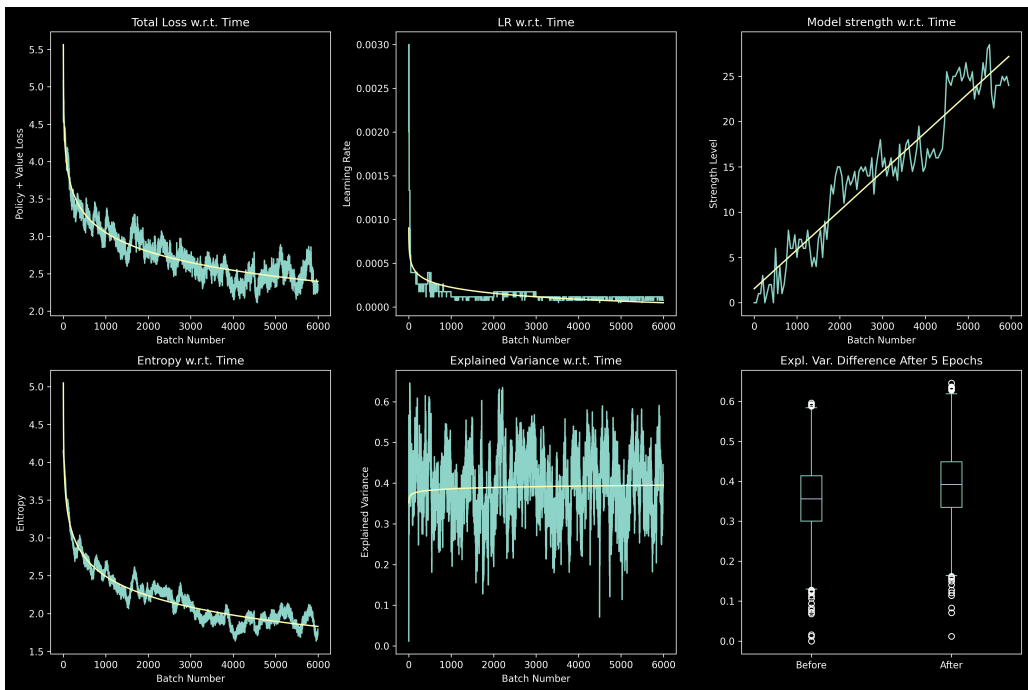 Total Loss w.r.t. Time
5.5
5.0
4.5
4.0
3.5
3.0
2.5
2.0
Policy + Value Loss
0 1000 2000 3000 4000 5000 6000
Batch Number
LR w.r.t. Time
0.0030
0.0025
0.0020
0.0015
0.0010
0.0005
0.0000
Learning Rate
0 1000 2000 3000 4000 5000 6000
Batch Number
Model strength w.r.t. Time
25
20
15
10
5
0
Strength Level
0 1000 2000 3000 4000 5000 6000
Batch Number
Entropy w.r.t. Time
5.0
4.5
4.0
3.5
3.0
2.5
2.0
1.5
Entropy
0 1000 2000 3000 4000 5000 6000
Batch Number
Explained Variance w.r.t. Time
0.6
0.5
0.4
0.3
0.2
0.1
0.0
Explained Variance
0 1000 2000 3000 4000 5000 6000
Batch Number
Expl. Var. Difference After 5 Epochs
0.6
0.5
0.4
0.3
0.2
0.1
0.0
Before After